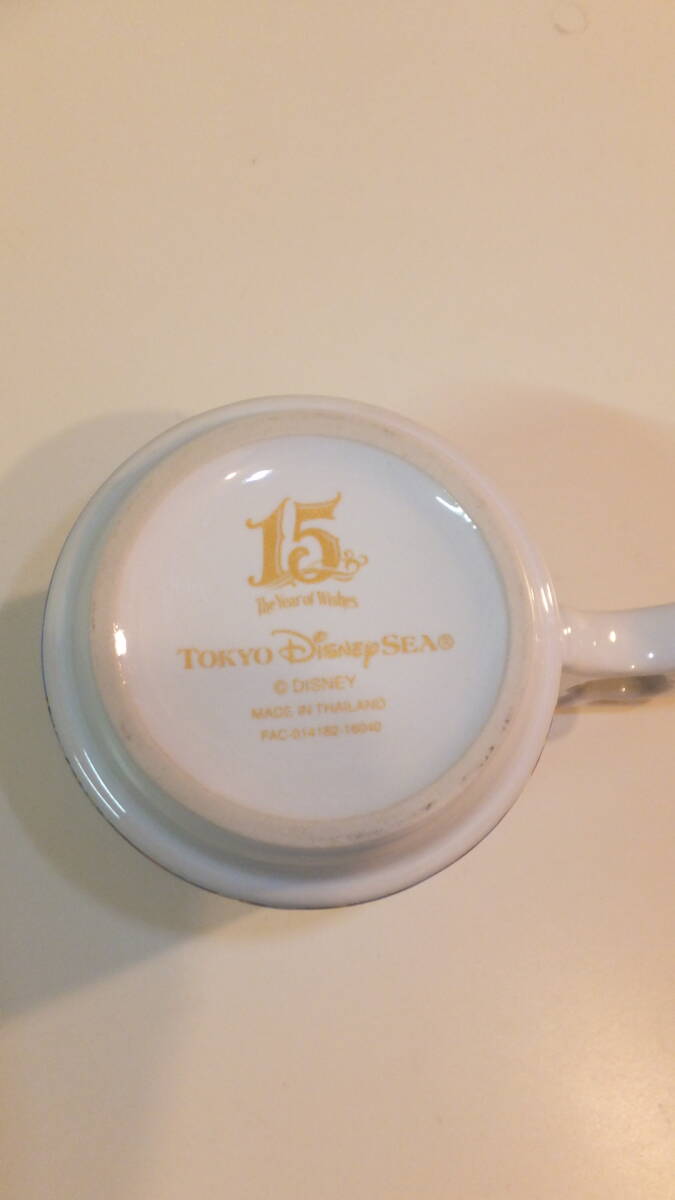 15
The Year of Wishes
TOKYO DISNEYSEA®
© DISNEY
MADE IN THAILAND
FAC-014182-16040